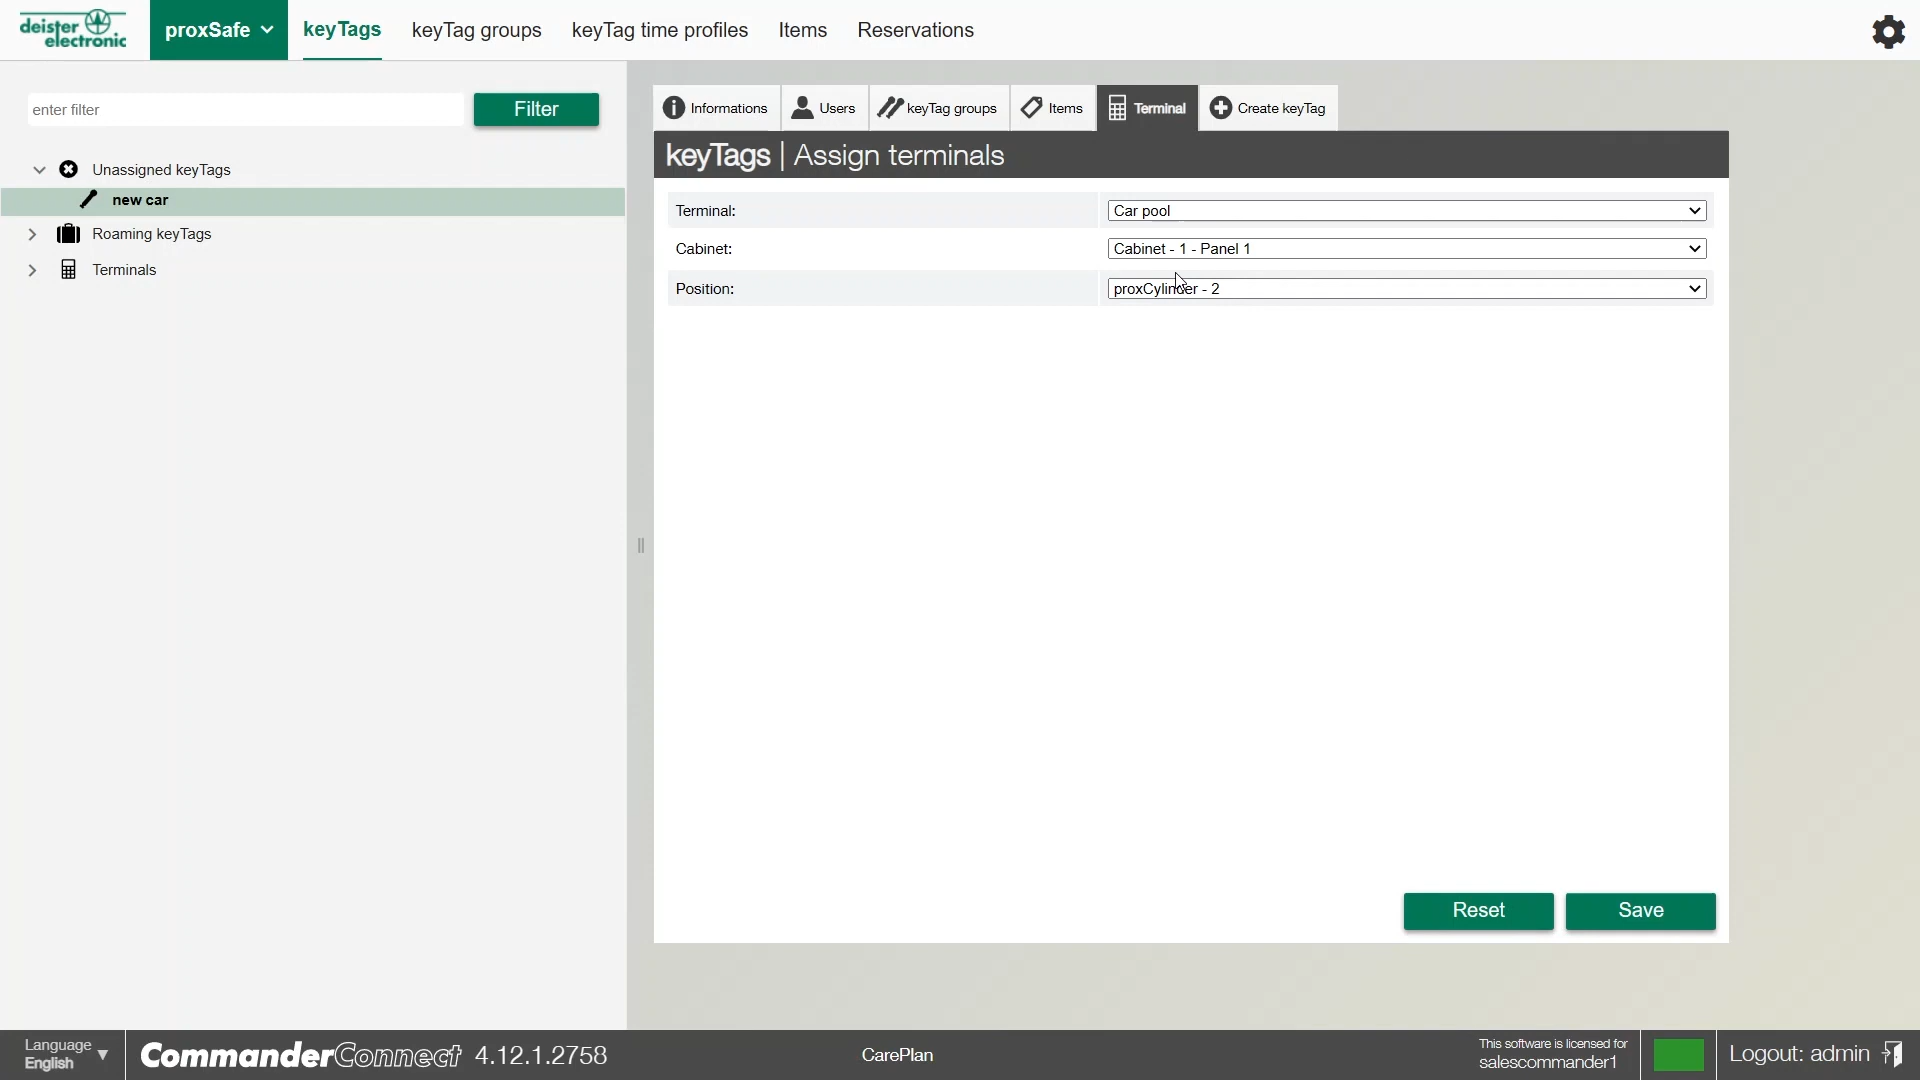 deister
electronic
proxSafe
keyTags
keyTag groups
keyTag time profiles
Items
Reservations
enter filter
Filter
Unassigned keyTags
new car
Roaming keyTags
Terminals
Informations
Users
keyTag groups
Items
Terminal
Create keyTag
keyTags | Assign terminals
Terminal:
Car pool
Cabinet:
Cabinet - 1 - Panel 1
Position:
proxCylinder - 2
Reset
Save
Language
English
CommanderConnect 4.12.1.2758
CarePlan
This software is licensed for
salescommander1
Logout: admin